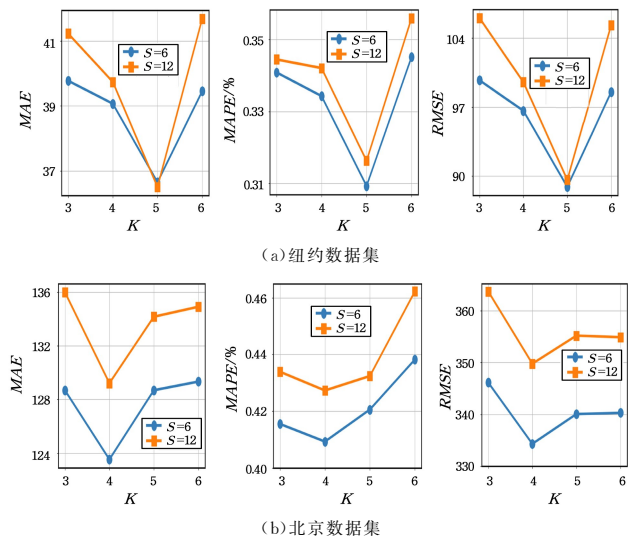 41
39
37
MAE
S=6
S=12
3 4 5 6
K
0.35
0.33
0.31
MAPE/%
S=6
S=12
3 4 5 6
K
104
97
90
RMSE
S=6
S=12
3 4 5 6
K
(a)纽约数据集
136
132
128
124
MAE
S=6
S=12
3 4 5 6
K
0.46
0.44
0.42
0.40
MAPE/%
S=6
S=12
3 4 5 6
K
360
350
340
330
RMSE
S=6
S=12
3 4 5 6
K
(b)北京数据集